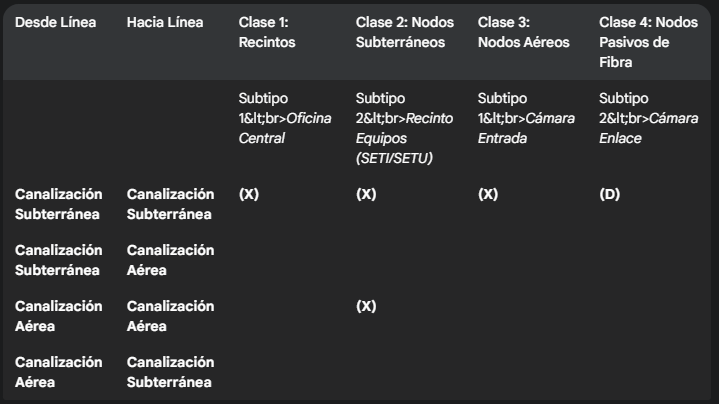 Desde Línea Hacia Línea Clase 1: Recintos Clase 2: Nodos Subterráneos Clase 3: Nodos Aéreos Clase 4: Nodos Pasivos de Fibra
Subtipo 1&lt;br>Oficina Central Subtipo 2&lt;br>Recinto Equipos (SETI/SETU) Subtipo 1&lt;br>Cámara Entrada Subtipo 2&lt;br>Cámara Enlace
Canalización Subterránea Canalización Subterránea (X) (X) (X) (D)
Canalización Subterránea Canalización Aérea
Canalización Aérea Canalización Aérea (X)
Canalización Aérea Canalización Subterránea